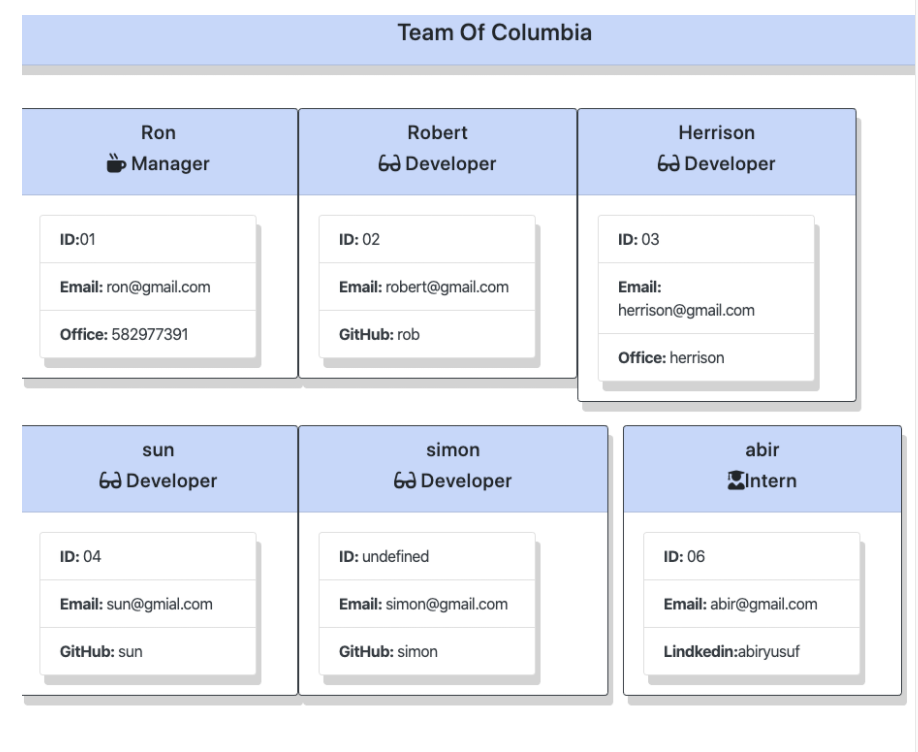 Team Of Columbia
Ron
Manager
ID:01
Email: ron@gmail.com
Office: 582977391
Robert
Developer
ID: 02
Email: robert@gmail.com
GitHub: rob
Herrison
Developer
ID: 03
Email:
herrison@gmail.com
Office: herrison
sun
Developer
ID: 04
Email: sun@gmial.com
GitHub: sun
simon
Developer
ID: undefined
Email: simon@gmail.com
GitHub: simon
abir
Intern
ID: 06
Email: abir@gmail.com
Lindkedin:abiryusuf